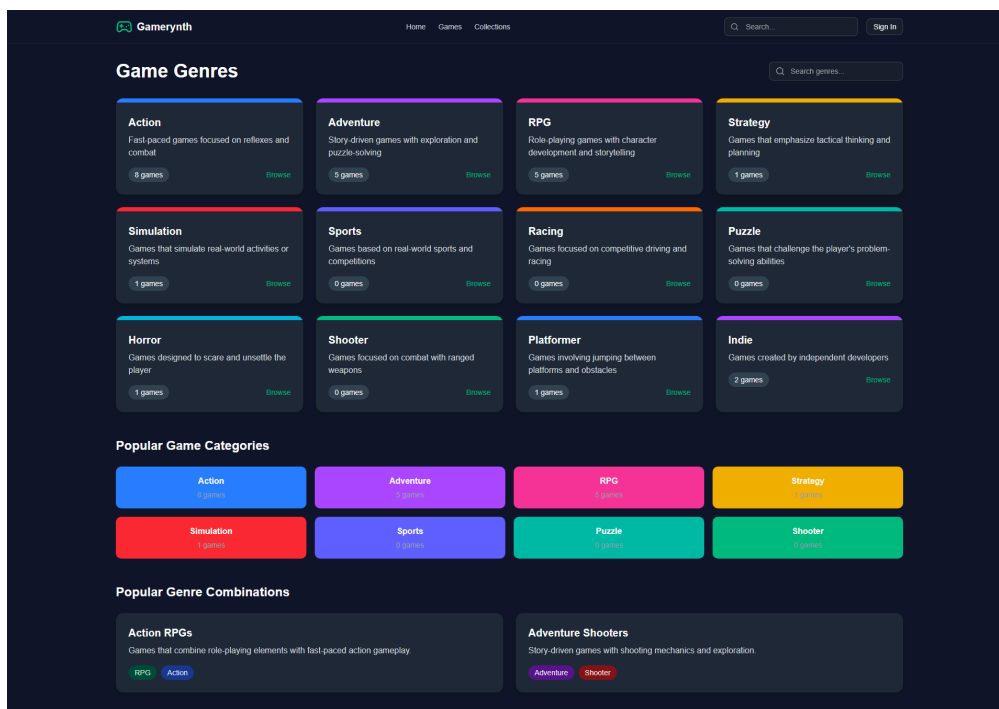 Gamerynth
Home Games Collections
Search...
Sign In
Game Genres
Search genres...
Action
Fast-paced games focused on reflexes and
combat
8 games Browse
Adventure
Story-driven games with exploration and
puzzle-solving
5 games Browse
RPG
Role-playing games with character
development and storytelling
5 games Browse
Strategy
Games that emphasize tactical thinking and
planning
1 games Browse
Simulation
Games that simulate real-world activities or
systems
1 games Browse
Sports
Games based on real-world sports and
competitions
0 games Browse
Racing
Games focused on competitive driving and
racing
0 games Browse
Puzzle
Games that challenge the player's problem-
solving abilities
0 games Browse
Horror
Games designed to scare and unsettle the
player
1 games Browse
Shooter
Games focused on combat with ranged
weapons
0 games Browse
Platformer
Games involving jumping between
platforms and obstacles
1 games Browse
Indie
Games created by independent developers
2 games Browse
Popular Game Categories
Action
8 games
Adventure
5 games
RPG
5 games
Strategy
1 games
Simulation
1 games
Sports
0 games
Puzzle
0 games
Shooter
0 games
Popular Genre Combinations
Action RPGs
Games that combine role-playing elements with fast-paced action gameplay.
RPG Action
Adventure Shooters
Story-driven games with shooting mechanics and exploration.
Adventure Shooter